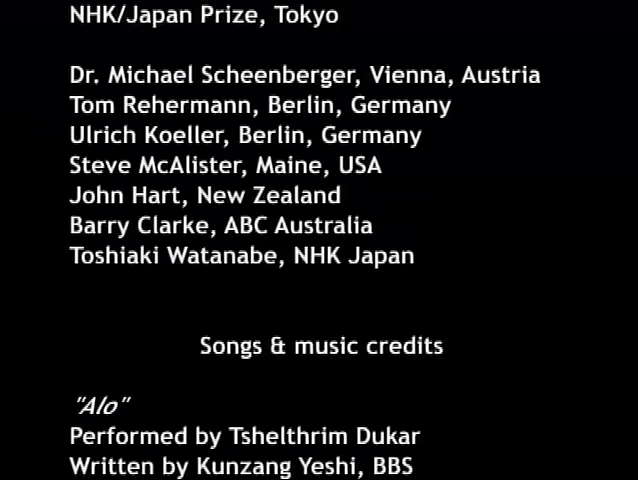 NHK/Japan Prize, Tokyo
Dr. Michael Scheenberger, Vienna, Austria
Tom Rehermann, Berlin, Germany
Ulrich Koeller, Berlin, Germany
Steve McAlister, Maine, USA
John Hart, New Zealand
Barry Clarke, ABC Australia
Toshiaki Watanabe, NHK Japan
Songs & music credits
"Alo"
Performed by Tshelthrim Dukar
Written by Kunzang Yeshi, BBS